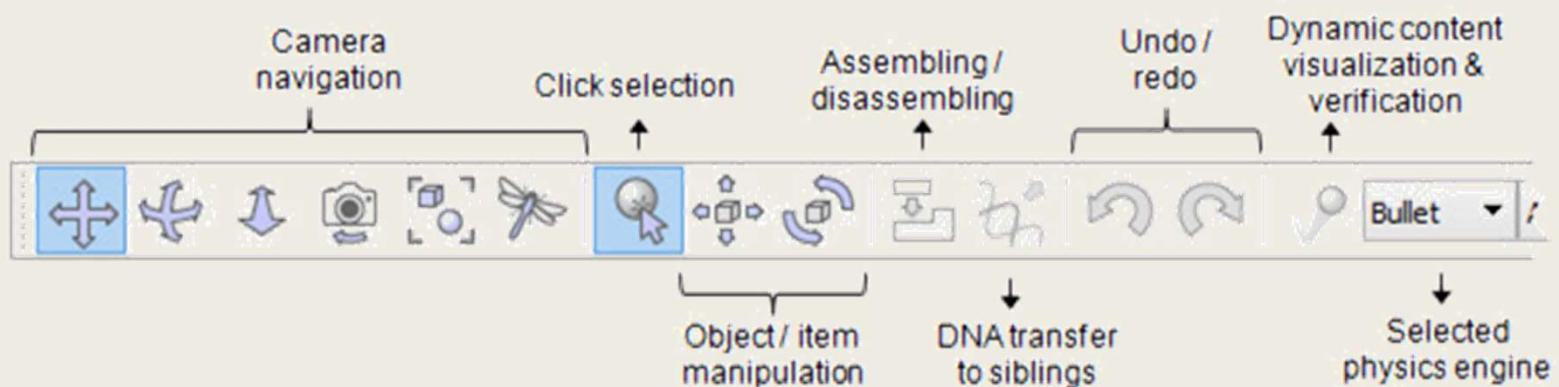 Camera
navigation
Click selection
Assembling /
disassembling
Undo /
redo
Dynamic content
visualization &
verification
Bullet
Object / item
manipulation
DNA transfer
to siblings
Selected
physics engine